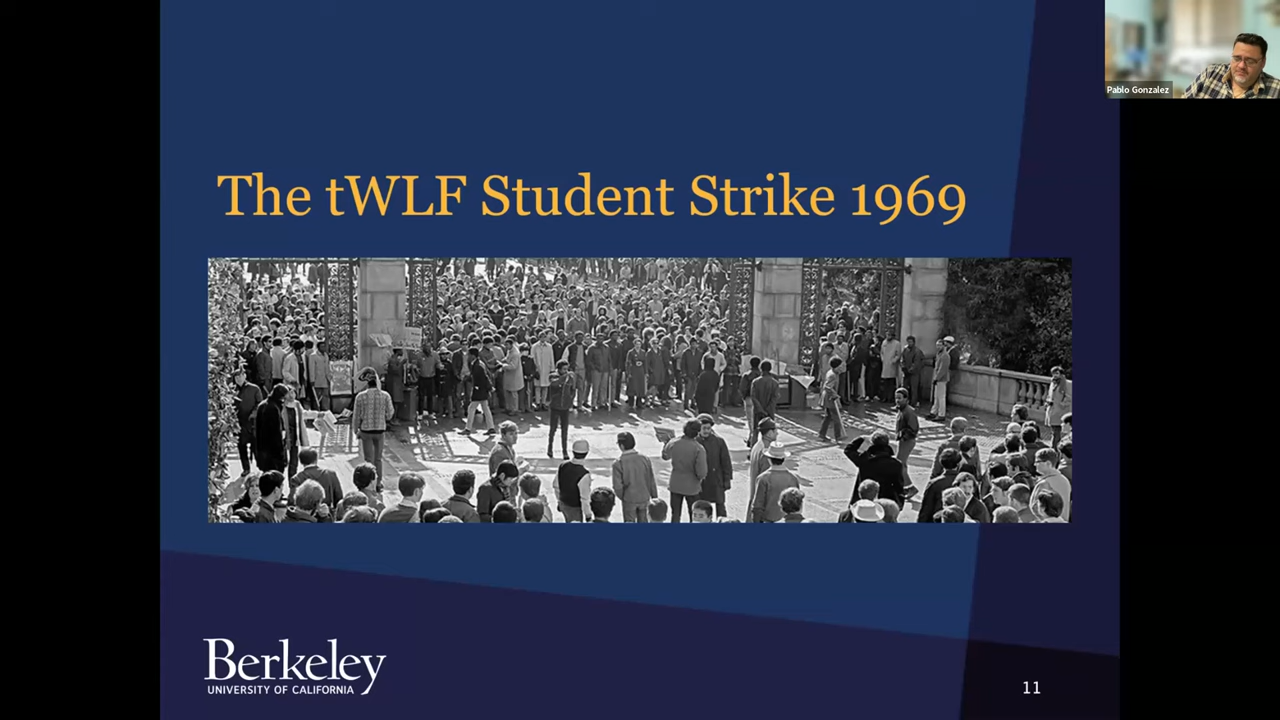 Pablo Gonzalez
The tWLF Student Strike 1969
Berkeley
UNIVERSITY OF CALIFORNIA
11